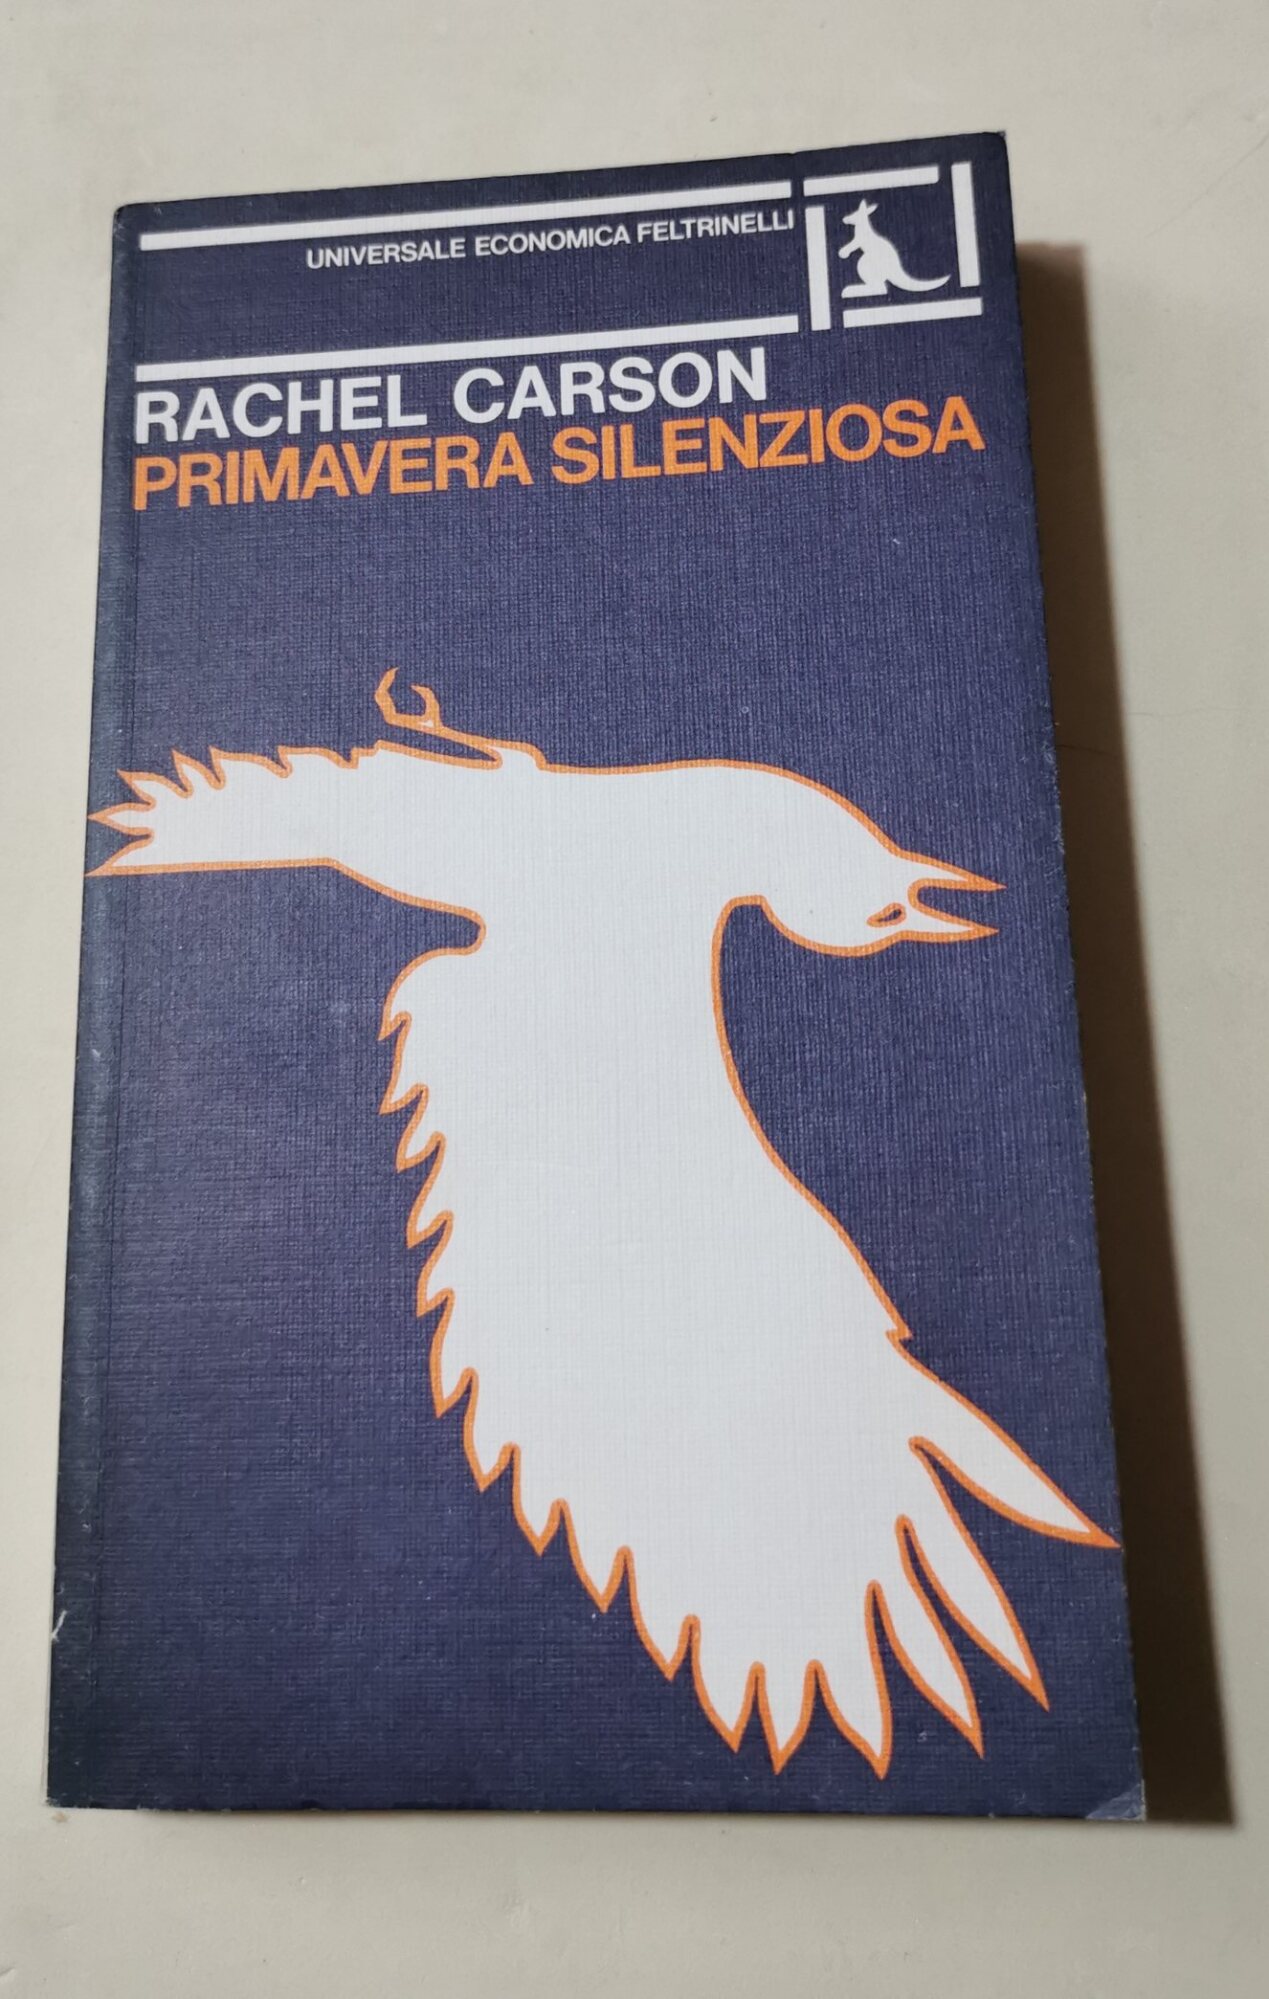 UNIVERSALE ECONOMICA FELTRINELLI
RACHEL CARSON
PRIMAVERA SILENZIOSA